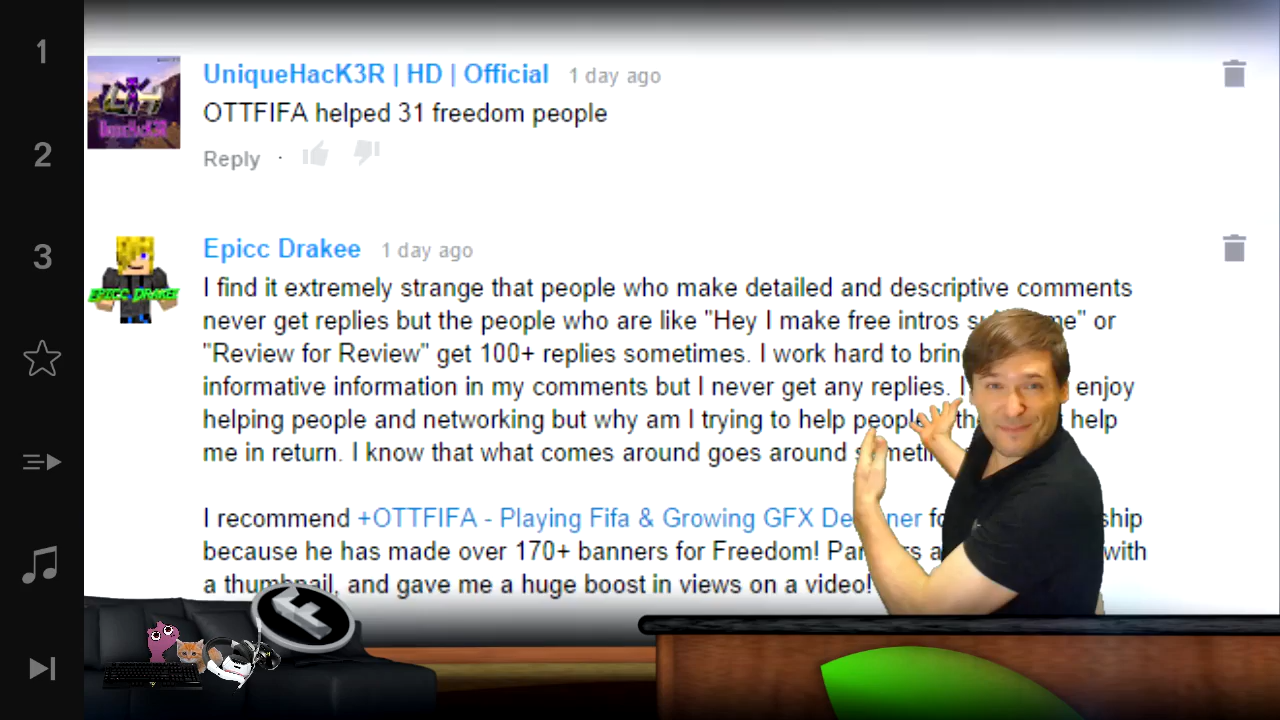 1
2
3
UniqueHacK3R | HD | Official 1 day ago
OTTFIFA helped 31 freedom people
Reply ·
Epicc Drakee 1 day ago
EPICC DRAKEE
I find it extremely strange that people who make detailed and descriptive comments
never get replies but the people who are like "Hey I make free intros me" or
"Review for Review" get 100+ replies sometimes. I work hard to bring
informative information in my comments but I never get any replies. I enjoy
helping people and networking but why am I trying to help people help
me in return. I know that what comes around goes around
I recommend +OTTFIFA - Playing Fifa & Growing GFX Designer
because he has made over 170+ banners for Freedom! Partners with
a thumbnail, and gave me a huge boost in views on a video!